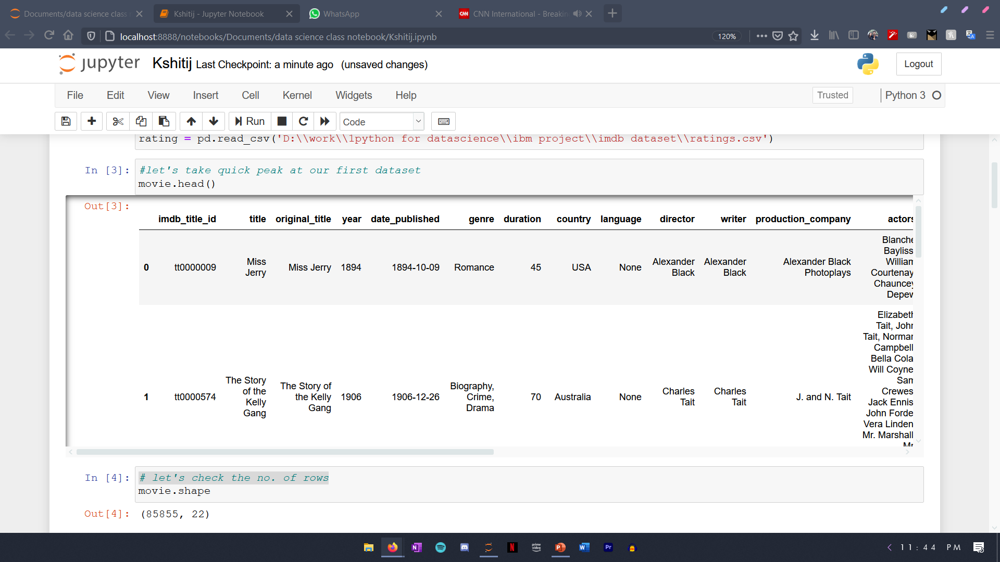 Documents/data science class
Kshitij - Jupyter Notebook
WhatsApp
CNN
CNN International - Breakin
localhost:8888/notebooks/Documents/data science class notebook/Kshitij.ipynb
120%
jupyter Kshitij Last Checkpoint: a minute ago (unsaved changes)
Logout
File Edit View Insert Cell Kernel Widgets Help
Trusted
Python 3
Run
Code
rating = pd.read_csv('D:\\work\\1python for datascience\\ibm project\\imdb dataset\\ratings.csv')
In [3]: #let's take quick peak at our first dataset
movie.head()
Out[3]:
imdb_title_id title original_title year date_published genre duration country language director writer production_company actors
0 tt0000009 Miss Jerry Miss Jerry 1894 1894-10-09 Romance 45 USA None Alexander Black Alexander Black Alexander Black Photoplays
Blanche
Bayliss
William
Courtenay
Chauncey
Depew
1 tt0000574 The Story of the Kelly Gang The Story of the Kelly Gang 1906 1906-12-26 Biography, Crime, Drama 70 Australia None Charles Tait Charles Tait J. and N. Tait
Elizabeth
Tait, John
Tait, Norman
Campbell
Bella Cola
Will Coyne
Sam
Crewes
Jack Ennis
John Forde
Vera Linden
Mr. Marshall
Mr
In [4]: # let's check the no. of rows
movie.shape
Out[4]: (85855, 22)
N
N
prime video
P
W
Pr
11:44 PM